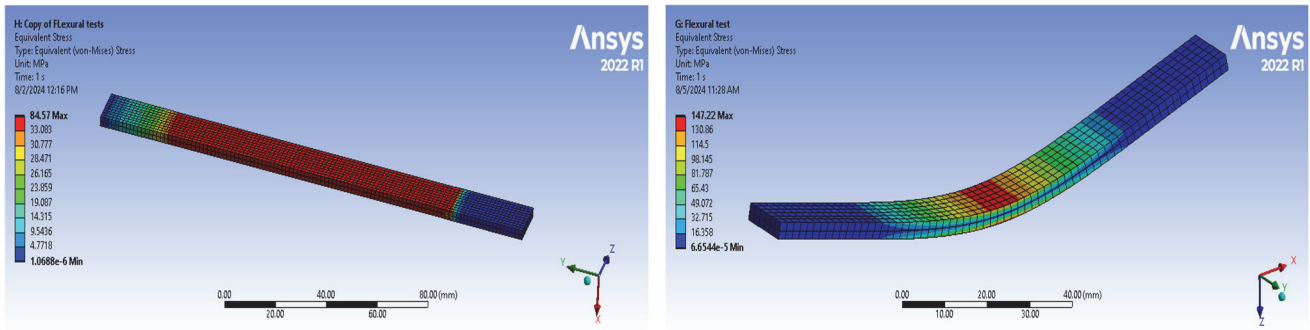 H: Copy of FLexural tests
Equivalent Stress
Type: Equivalent (von-Mises) Stress
Unit: MPa
Time: 1 s
8/2/2024 12:16 PM
84.57 Max
33.083
30.777
28.471
26.165
23.859
19.087
14.315
9.5436
4.7718
1.0688e-6 Min
Ansys
2022 R1
0.00
40.00
80.00 (mm)
20.00
60.00
Y
Z
X
G: Flexural test
Equivalent Stress
Type: Equivalent (von-Mises) Stress
Unit: MPa
Time: 1 s
8/5/2024 11:28 AM
147.22 Max
130.86
114.5
98.145
81.787
65.43
49.072
32.715
16.358
6.6544e-5 Min
Ansys
2022 R1
0.00
20.00
40.00 (mm)
10.00
30.00
X
Y
Z